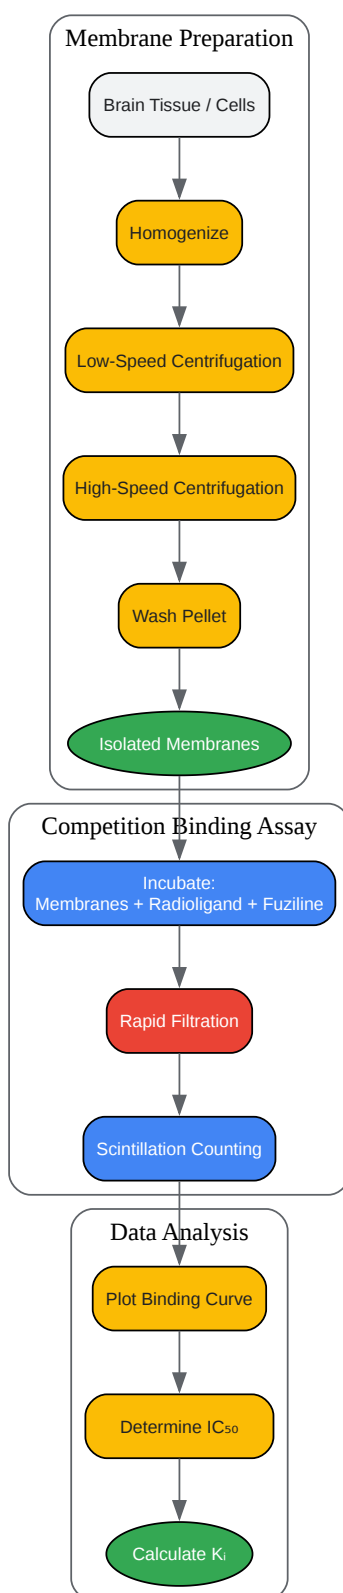 Membrane Preparation
Brain Tissue / Cells
Homogenize
Low-Speed Centrifugation
High-Speed Centrifugation
Wash Pellet
Isolated Membranes
Competition Binding Assay
Incubate:
Membranes + Radioligand + Fuziline
Rapid Filtration
Scintillation Counting
Data Analysis
Plot Binding Curve
Determine IC₅₀
Calculate Kᵢ